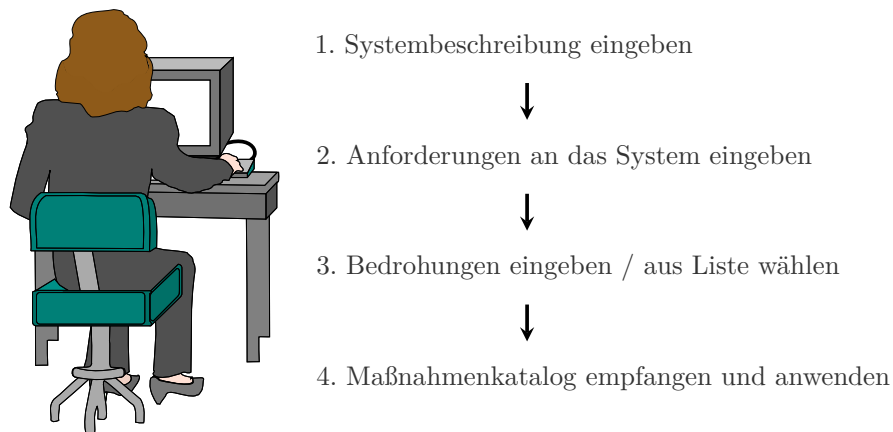 1. Systembeschreibung eingeben
2. Anforderungen an das System eingeben
3. Bedrohungen eingeben / aus Liste wählen
4. Maßnahmenkatalog empfangen und anwenden